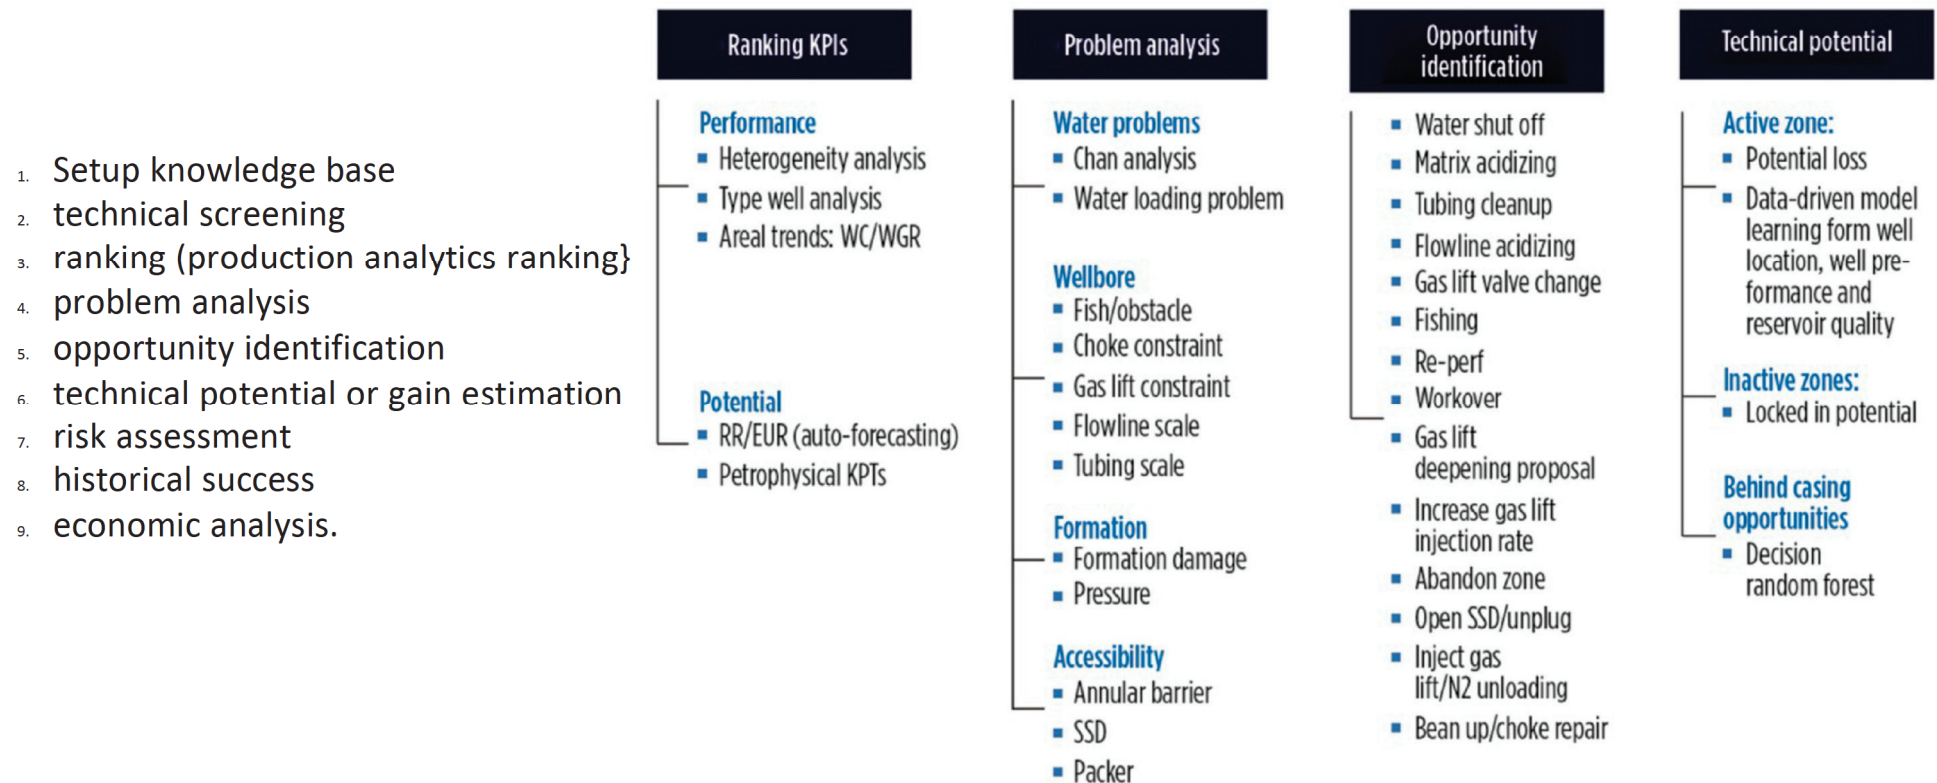 1. Setup knowledge base
2. technical screening
3. ranking (production analytics ranking}
4. problem analysis
5. opportunity identification
6. technical potential or gain estimation
7. risk assessment
8. historical success
9. economic analysis.
Ranking KPIs
Performance
Heterogeneity analysis
Type well analysis
Areal trends: WC/WGR
Potential
RR/EUR (auto-forecasting)
Petrophysical KPTs
Problem analysis
Water problems
Chan analysis
Water loading problem
Wellbore
Fish/obstacle
Choke constraint
Gas lift constraint
Flowline scale
Tubing scale
Formation
Formation damage
Pressure
Accessibility
Annular barrier
SSD
Packer
Opportunity
identification
Water shut off
Matrix acidizing
Tubing cleanup
Flowline acidizing
Gas lift valve change
Fishing
Re-perf
Workover
Gas lift
deepening proposal
Increase gas lift
injection rate
Abandon zone
Open SSD/unplug
Inject gas
lift/N2 unloading
Bean up/choke repair
Technical potential
Active zone:
Potential loss
Data-driven model
learning form well
location, well pre-
formance and
reservoir quality
Inactive zones:
Locked in potential
Behind casing
opportunities
Decision
random forest